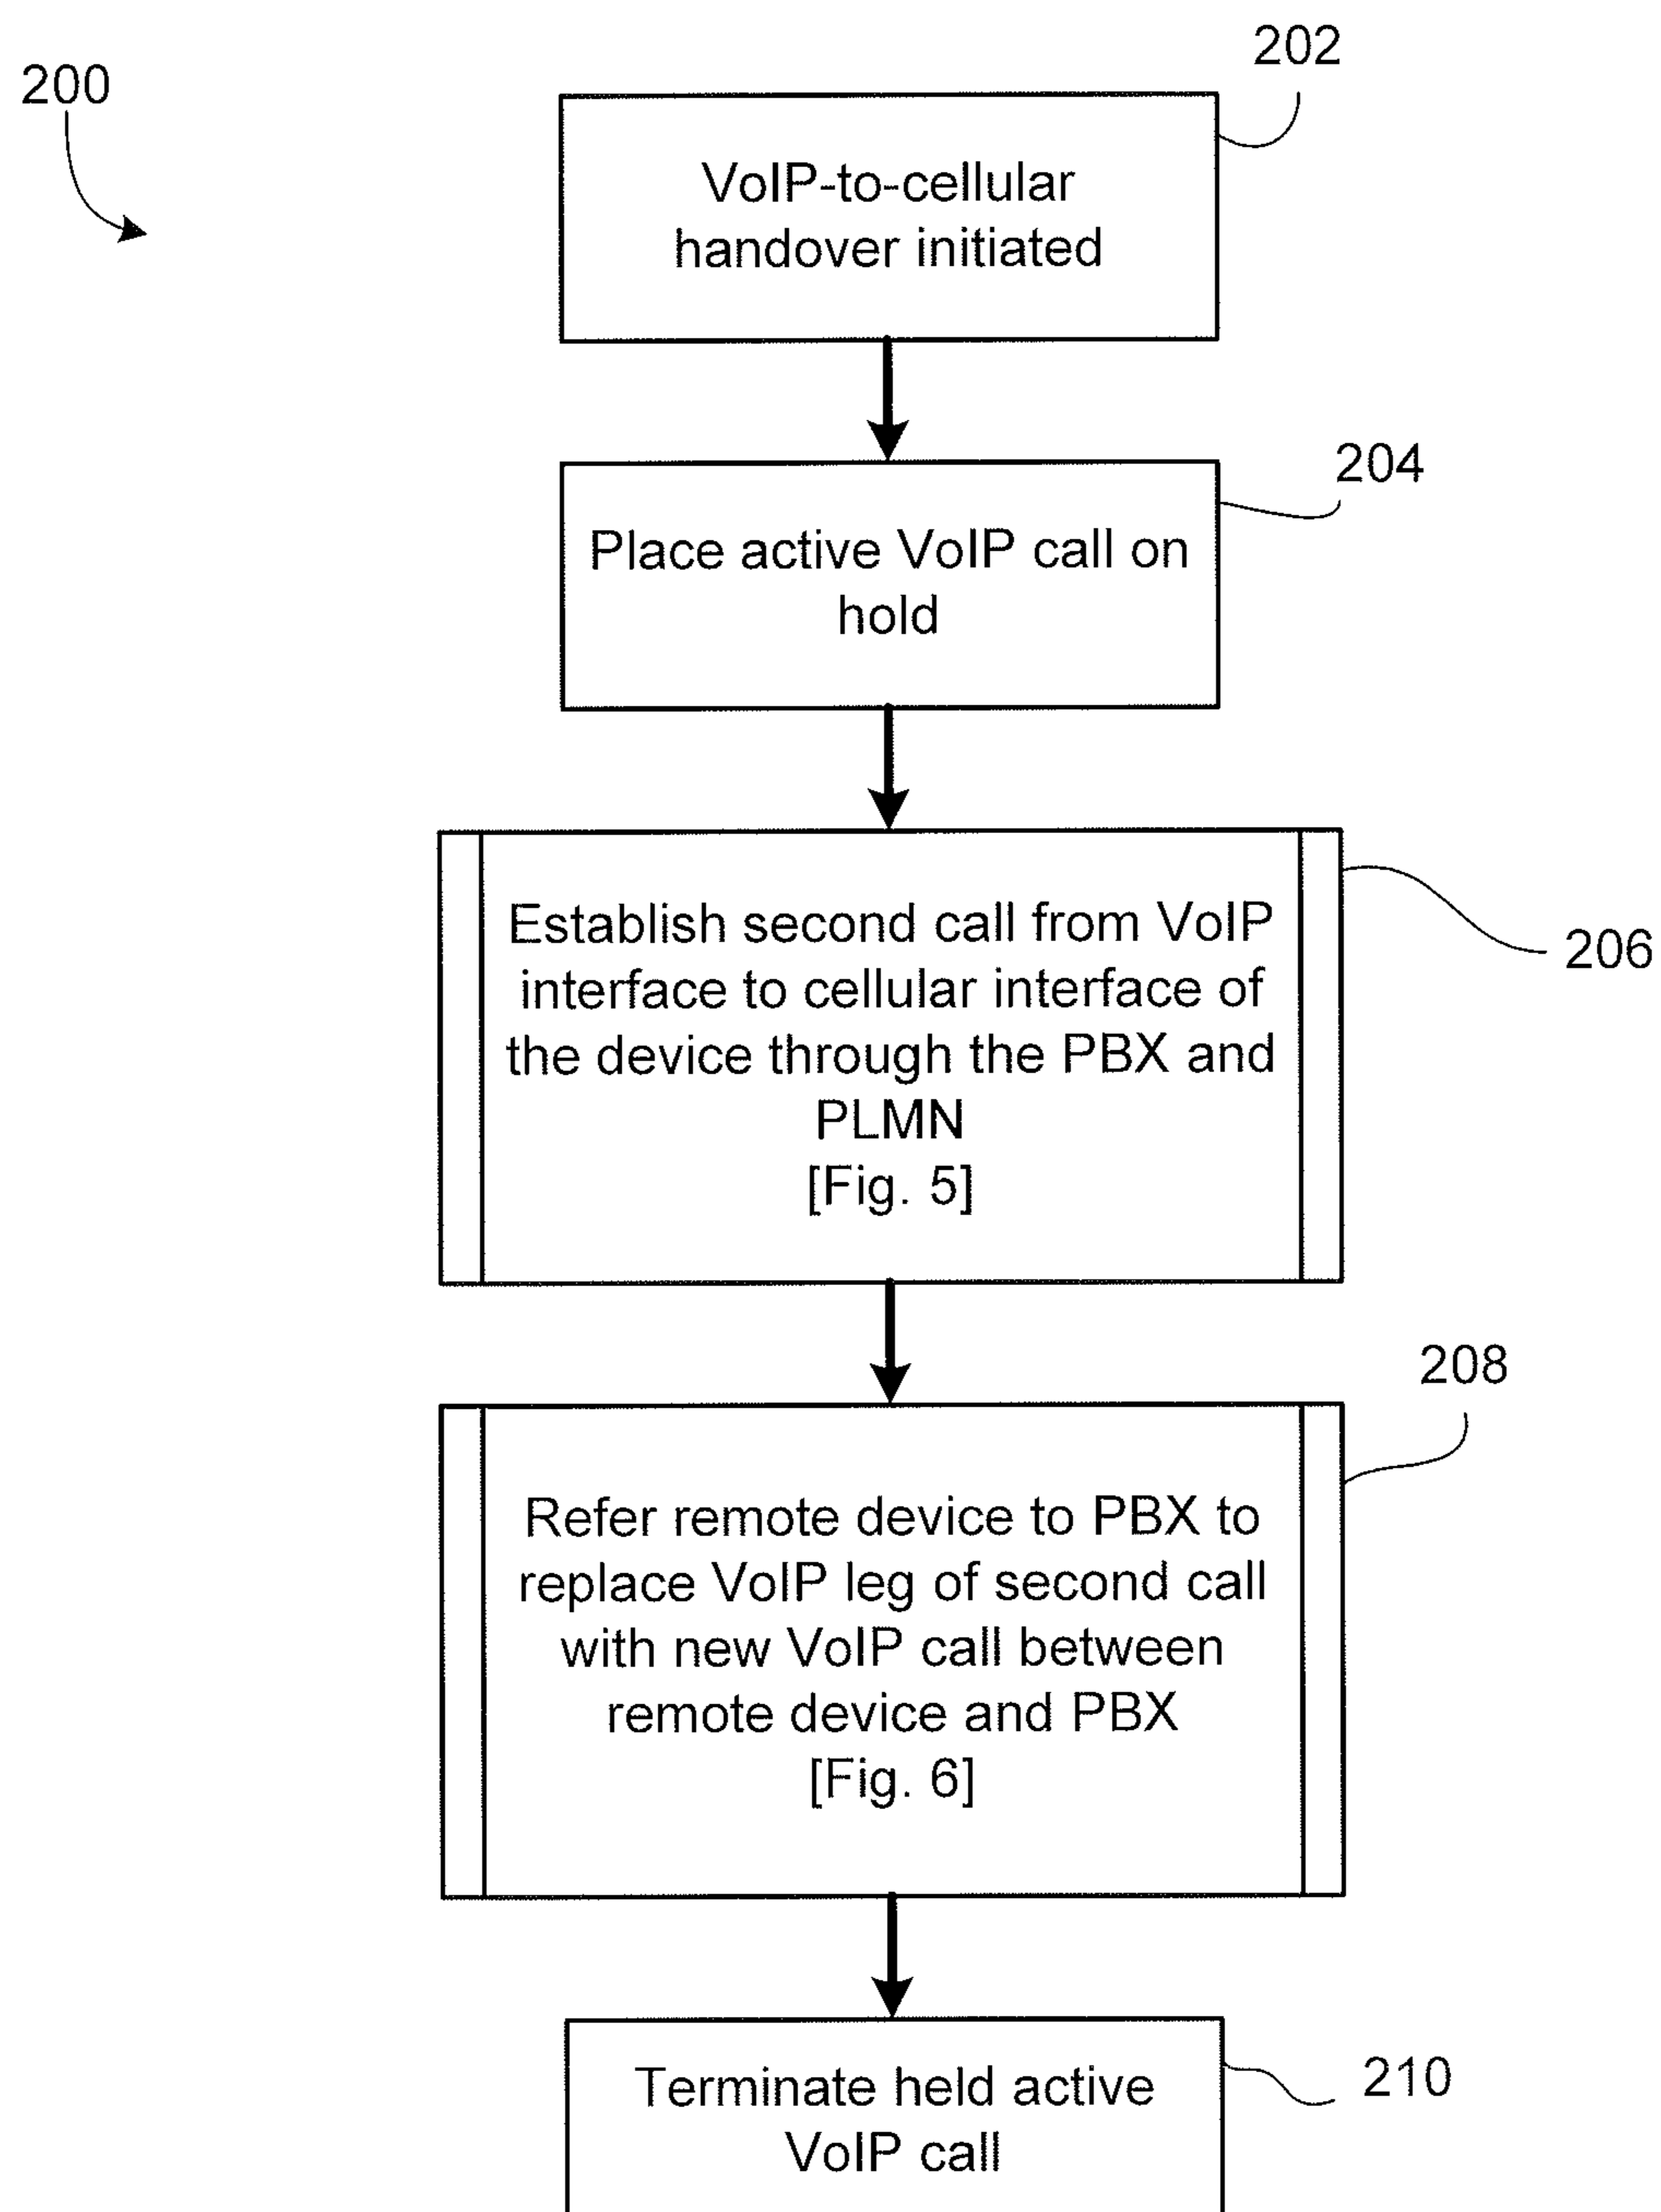 200
202
VoIP-to-cellular
handover initiated
204
Place active VoIP call on
hold
206
Establish second call from VoIP
interface to cellular interface of
the device through the PBX and
PLMN
[Fig. 5]
208
Refer remote device to PBX to
replace VoIP leg of second call
with new VoIP call between
remote device and PBX
[Fig. 6]
210
Terminate held active
VoIP call